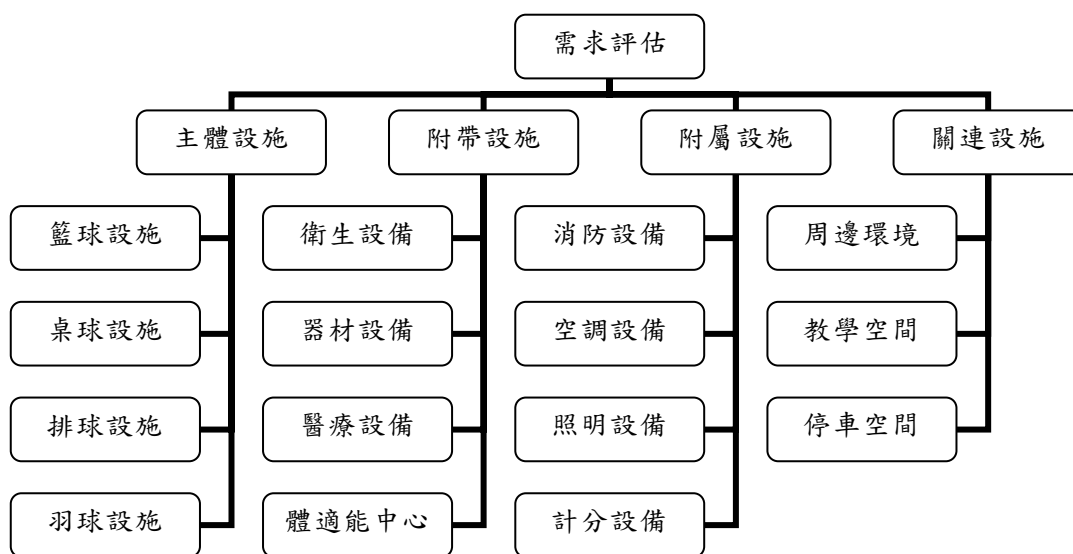 需求評估
主體設施
附帶設施
附屬設施
關連設施
籃球設施
衛生設備
消防設備
周邊環境
桌球設施
器材設備
空調設備
教學空間
排球設施
醫療設備
照明設備
停車空間
羽球設施
體適能中心
計分設備